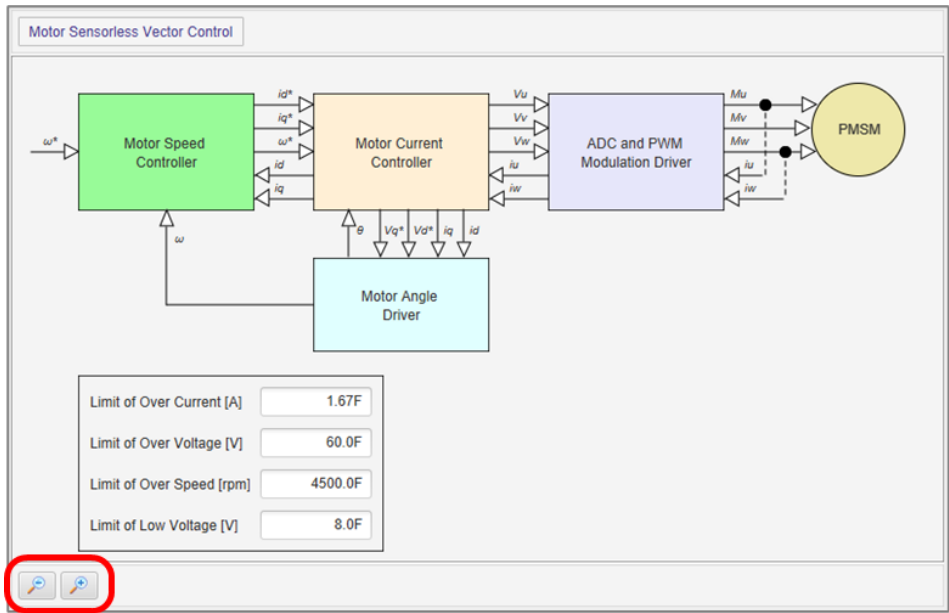 Motor Sensorless Vector Control
ω*
Motor Speed
Controller
id*
iq*
ω*
id
iq
Motor Current
Controller
Vu
Vv
Vw
iu
iw
ADC and PWM
Modulation Driver
Mu
Mv
Mw
iu
iw
PMSM
ω
θ
Vq*
Vd*
iq
id
Motor Angle
Driver
Limit of Over Current [A] 1.67F
Limit of Over Voltage [V] 60.0F
Limit of Over Speed [rpm] 4500.0F
Limit of Low Voltage [V] 8.0F